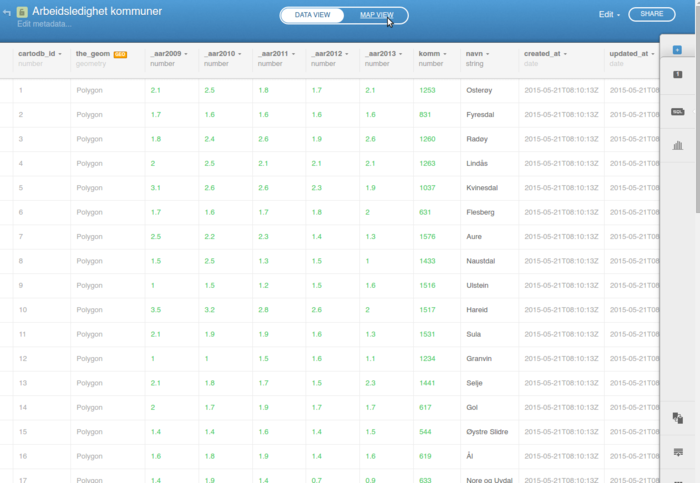 Arbeidsledighet kommuner
Edit metadata...
DATA VIEW MAP VIEW
Edit SHARE
cartodb_id the_geom GEO _aar2009 _aar2010 _aar2011 _aar2012 _aar2013 komm navn created_at updated_at
number geometry number number number number number number string date date
1 Polygon 2.1 2.5 1.8 1.7 2.1 1253 Osterøy 2015-05-21T08:10:13Z 2015-05-21T08
2 Polygon 1.7 1.6 1.6 1.6 1.6 831 Fyresdal 2015-05-21T08:10:13Z 2015-05-21T08
3 Polygon 1.8 2.4 2.6 1.9 2.6 1260 Radøy 2015-05-21T08:10:13Z 2015-05-21T08
4 Polygon 2 2.5 2.1 2.1 2.1 1263 Lindås 2015-05-21T08:10:13Z 2015-05-21T08
5 Polygon 3.1 2.6 2.6 2.3 1.9 1037 Kvinesdal 2015-05-21T08:10:13Z 2015-05-21T08
6 Polygon 1.7 1.6 1.7 1.8 2 631 Flesberg 2015-05-21T08:10:13Z 2015-05-21T08
7 Polygon 2.5 2.2 2.3 1.4 1.3 1576 Aure 2015-05-21T08:10:13Z 2015-05-21T08
8 Polygon 1.5 2.5 1.3 1.5 1 1433 Naustdal 2015-05-21T08:10:13Z 2015-05-21T08
9 Polygon 1 1.5 1.2 1.5 1.6 1516 Ulstein 2015-05-21T08:10:13Z 2015-05-21T08
10 Polygon 3.5 3.2 2.8 2.6 2 1517 Hareid 2015-05-21T08:10:13Z 2015-05-21T08
11 Polygon 2.1 1.9 1.9 1.6 1.3 1531 Sula 2015-05-21T08:10:13Z 2015-05-21T08
12 Polygon 1 1 1.5 1.6 1.1 1234 Granvin 2015-05-21T08:10:13Z 2015-05-21T08
13 Polygon 2.1 1.8 1.7 1.5 2.3 1441 Selje 2015-05-21T08:10:13Z 2015-05-21T08
14 Polygon 2 1.7 1.9 1.7 1.7 617 Gol 2015-05-21T08:10:13Z 2015-05-21T08
15 Polygon 1.4 1.4 1.6 1.4 1.5 544 Øystre Slidre 2015-05-21T08:10:13Z 2015-05-21T08
16 Polygon 1.6 1.8 1.9 1.4 1.6 619 Ål 2015-05-21T08:10:13Z 2015-05-21T08
17 Polygon 1.4 1.9 1.4 0.7 0.9 633 Nore og Uvdal 2015-05-21T08:10:13Z 2015-05-21T08
1
SQL